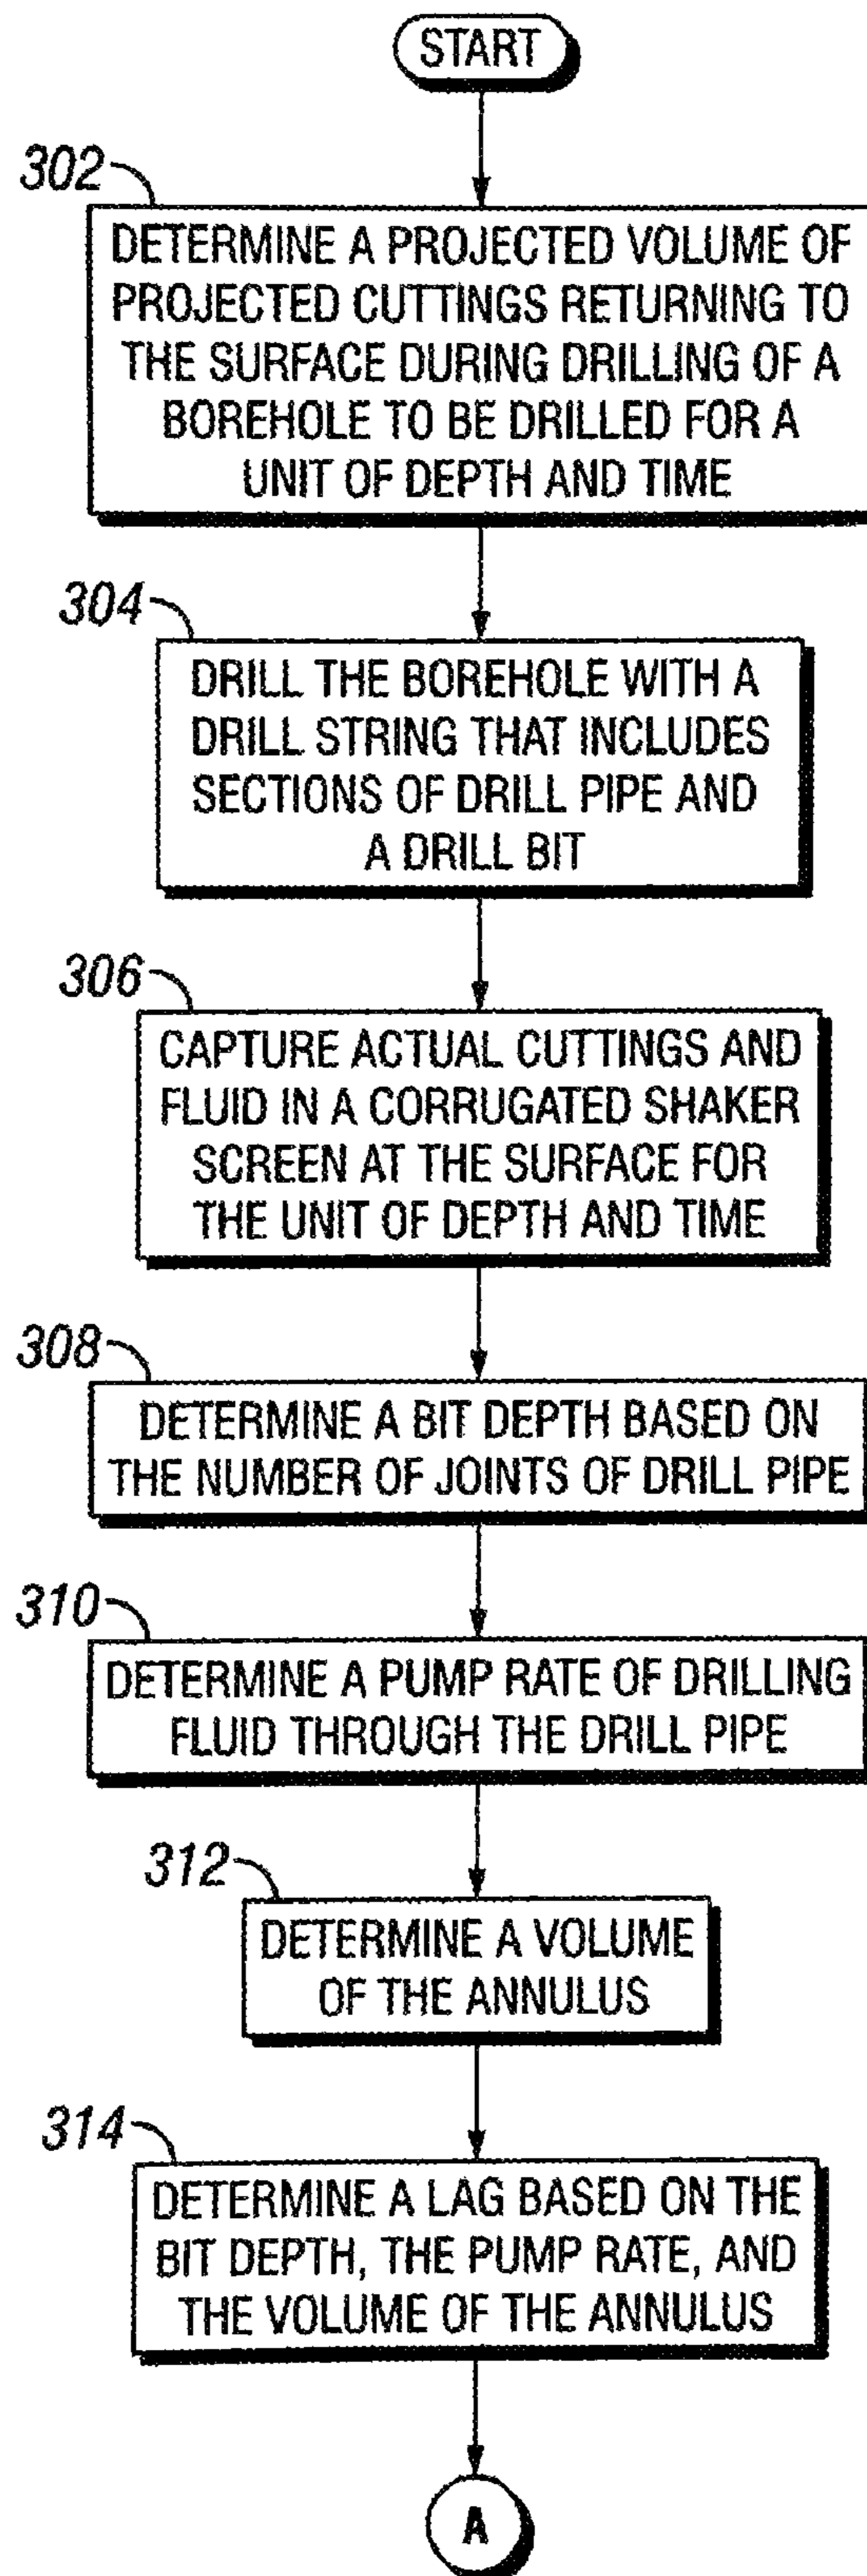 START
302
DETERMINE A PROJECTED VOLUME OF
PROJECTED CUTTINGS RETURNING TO
THE SURFACE DURING DRILLING OF A
BOREHOLE TO BE DRILLED FOR A
UNIT OF DEPTH AND TIME
304
DRILL THE BOREHOLE WITH A
DRILL STRING THAT INCLUDES
SECTIONS OF DRILL PIPE AND
A DRILL BIT
306
CAPTURE ACTUAL CUTTINGS AND
FLUID IN A CORRUGATED SHAKER
SCREEN AT THE SURFACE FOR
THE UNIT OF DEPTH AND TIME
308
DETERMINE A BIT DEPTH BASED ON
THE NUMBER OF JOINTS OF DRILL PIPE
310
DETERMINE A PUMP RATE OF DRILLING
FLUID THROUGH THE DRILL PIPE
312
DETERMINE A VOLUME
OF THE ANNULUS
314
DETERMINE A LAG BASED ON THE
BIT DEPTH, THE PUMP RATE, AND
THE VOLUME OF THE ANNULUS
A